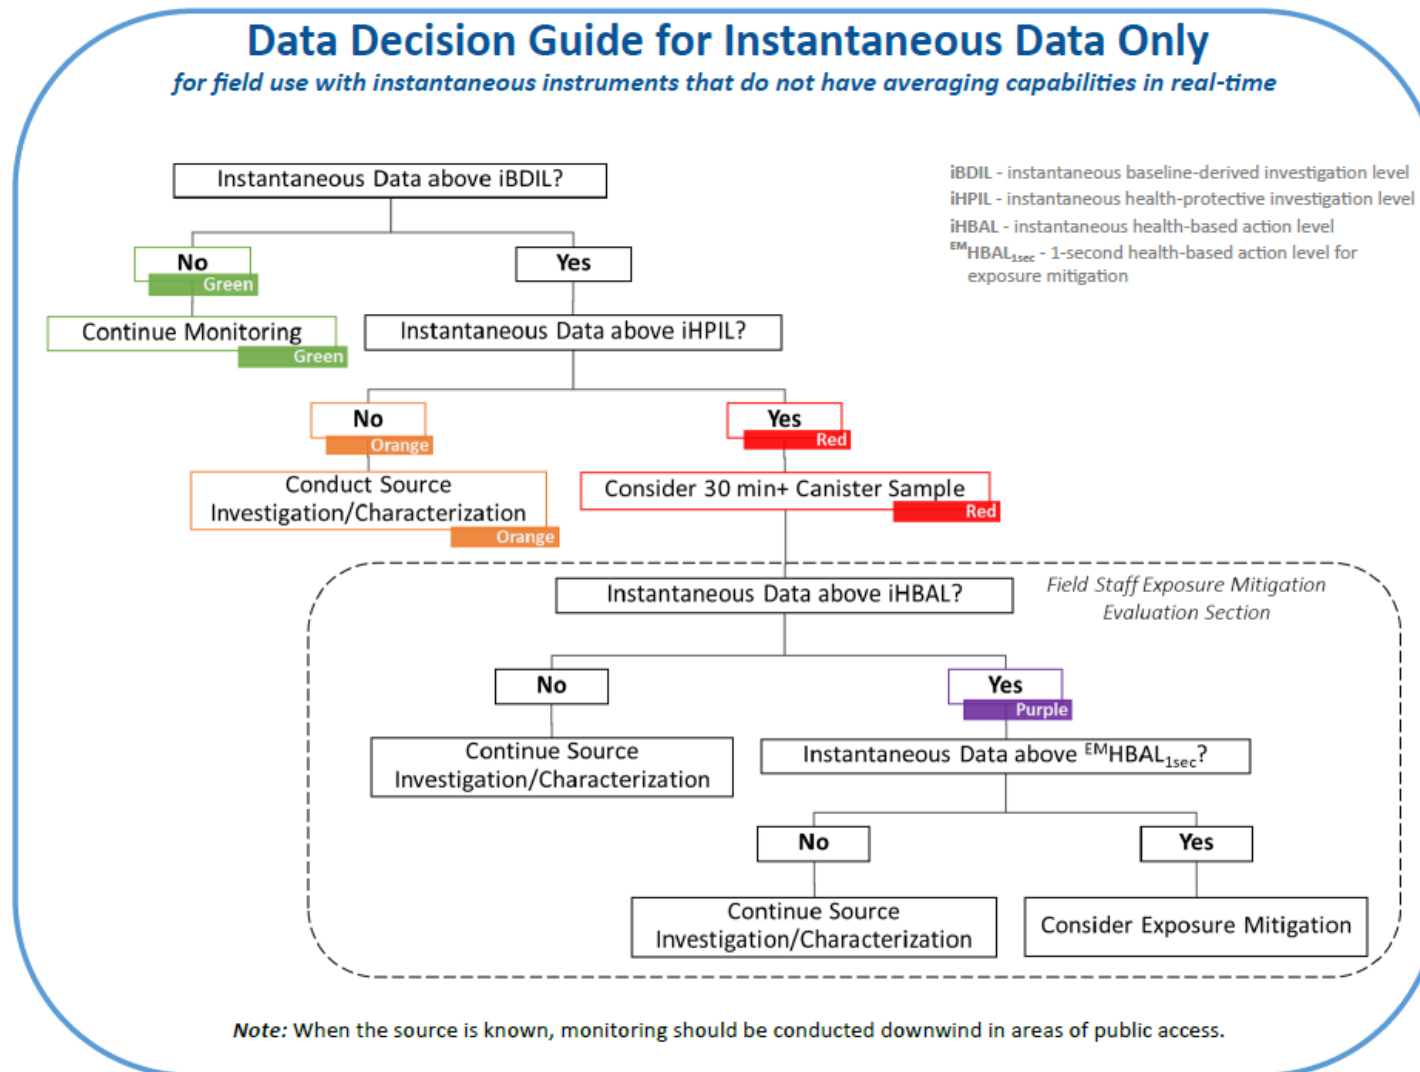 Data Decision Guide for Instantaneous Data Only
for field use with instantaneous instruments that do not have averaging capabilities in real-time
iBDIL - instantaneous baseline-derived investigation level
iHPIL - instantaneous health-protective investigation level
iHBAL - instantaneous health-based action level
EMHBAL1sec - 1-second health-based action level for
exposure mitigation
Instantaneous Data above iBDIL?
No
Green
Yes
Continue Monitoring
Green
Instantaneous Data above iHPIL?
No
Orange
Yes
Red
Conduct Source
Investigation/Characterization
Orange
Consider 30 min+ Canister Sample
Red
Instantaneous Data above iHBAL?
Field Staff Exposure Mitigation
Evaluation Section
No
Yes
Purple
Continue Source
Investigation/Characterization
Instantaneous Data above EMHBAL1sec?
No
Yes
Continue Source
Investigation/Characterization
Consider Exposure Mitigation
Note: When the source is known, monitoring should be conducted downwind in areas of public access.